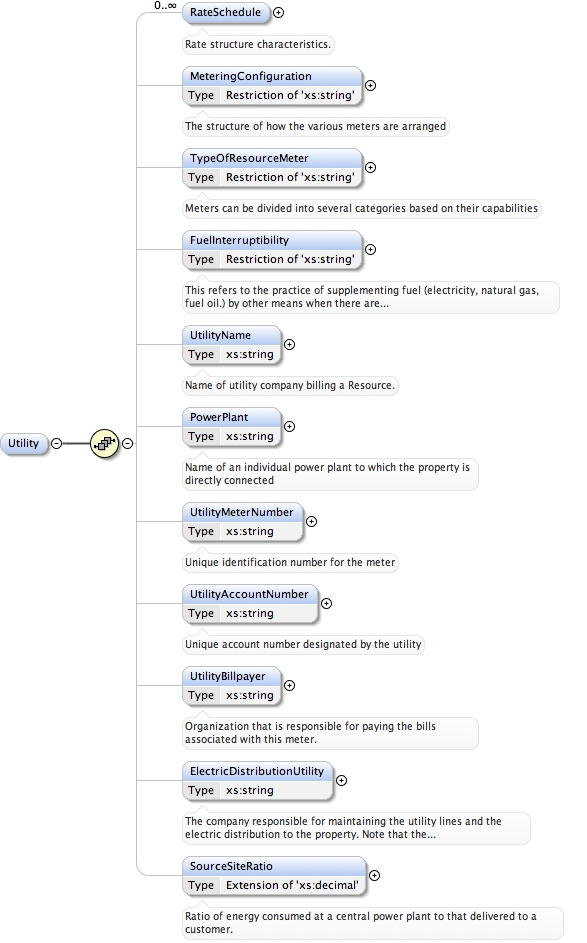 0..∞
RateSchedule
Rate structure characteristics.
MeteringConfiguration
Type Restriction of 'xs:string'
The structure of how the various meters are arranged
TypeOfResourceMeter
Type Restriction of 'xs:string'
Meters can be divided into several categories based on their capabilities
FuelInterruptibility
Type Restriction of 'xs:string'
This refers to the practice of supplementing fuel (electricity, natural gas,
fuel oil.) by other means when there are...
UtilityName
Type xs:string
Name of utility company billing a Resource.
PowerPlant
Type xs:string
Utility
Name of an individual power plant to which the property is
directly connected
UtilityMeterNumber
Type xs:string
Unique identification number for the meter
UtilityAccountNumber
Type xs:string
Unique account number designated by the utility
UtilityBillpayer
Type xs:string
Organization that is responsible for paying the bills
associated with this meter.
ElectricDistributionUtility
Type xs:string
The company responsible for maintaining the utility lines and the
electric distribution to the property. Note that the...
SourceSiteRatio
Type Extension of 'xs:decimal'
Ratio of energy consumed at a central power plant to that delivered to a
customer.